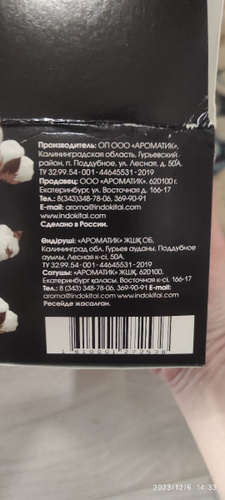 Производитель: ОП ООО «АРОМАТИК»,
Калининградская область, Гурьевский
район, п. Поддубное, ул. Лесная, д. 50А.
ТУ 32.99. 54 - 001 - 44645531 - 2019
Продавец: ООО «АРОМАТИК». 620100 г.
Екатеринбург, ул. Восточная д. 166-17
Тел.: 8(343)348-78-06, 369-90-91
E-mail: aroma@indokitai.com
www.indokitai.com
Сделано в России.
Өндіруші: «АРОМАТИК» ЖШҚ ОБ,
Калининград обл. Гурьев ауданы, Поддубное
ауылы, Лесная к-сі, 50А.
ТУ 32.99. 54 - 001 - 44645531 - 2019
Сатушы: «АРОМАТИК» ЖШҚ, 620100,
Екатеринбург қаласы, Восточная к-сі, 166-17
Тел.: 8 (343) 348-78-06, 369-90-91 E-mail:
aroma@indokitai.com www.indokitai.com
Ресейде жасалған.
1 810001 272538
2023/12/6 14:33